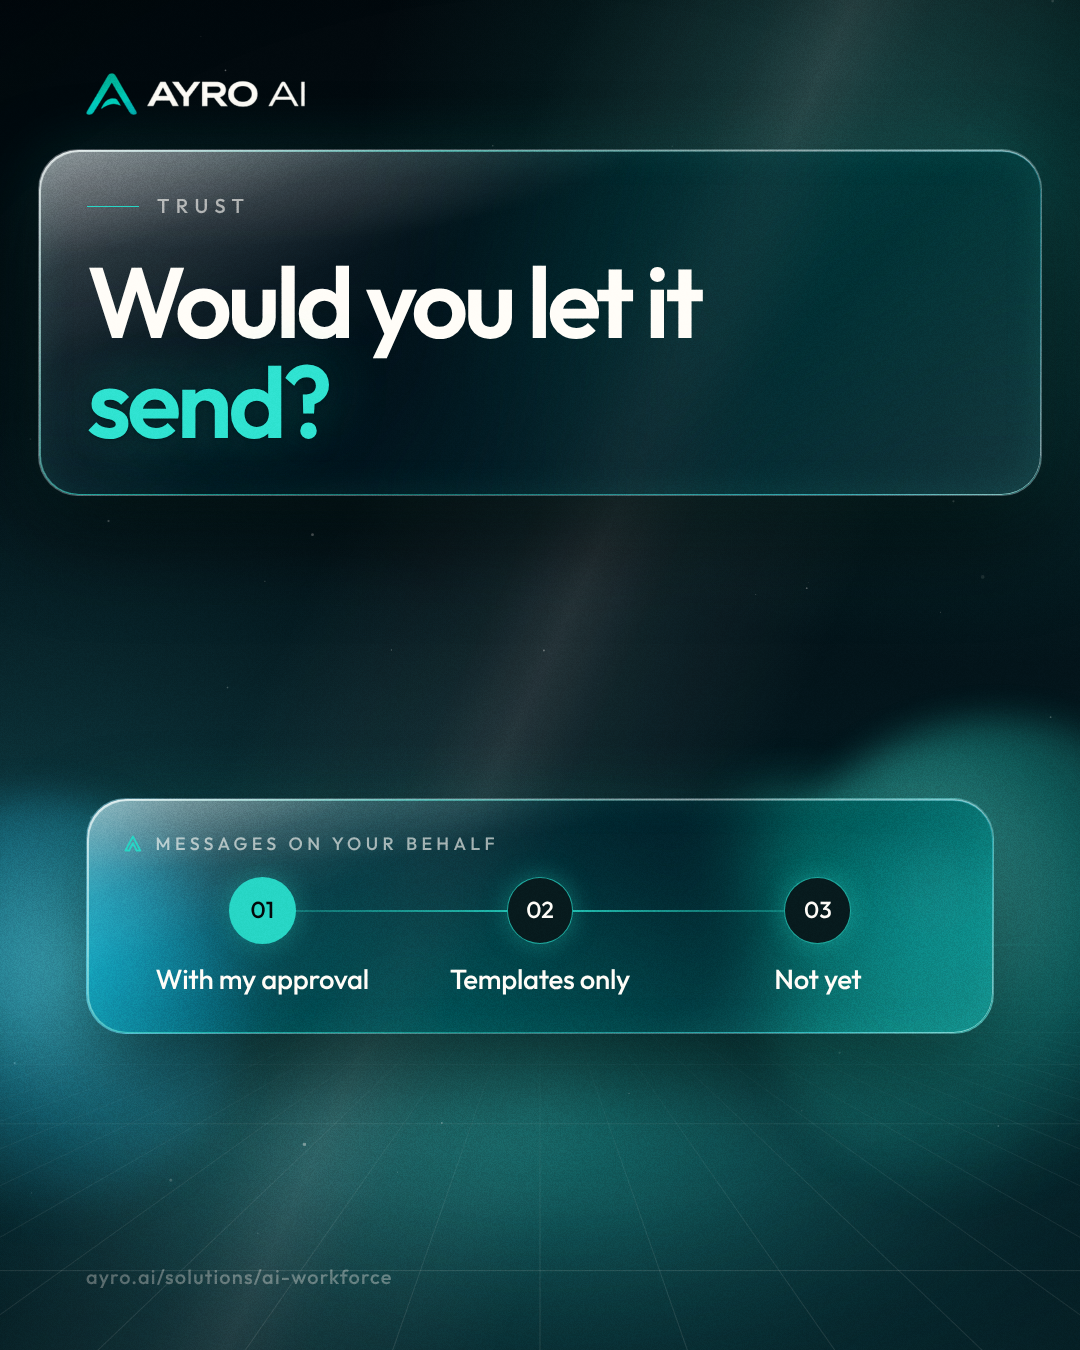 AYRO AI
TRUST
Would you let it
send?
MESSAGES ON YOUR BEHALF
01
02
03
With my approval
Templates only
Not yet
ayro.ai/solutions/ai-workforce